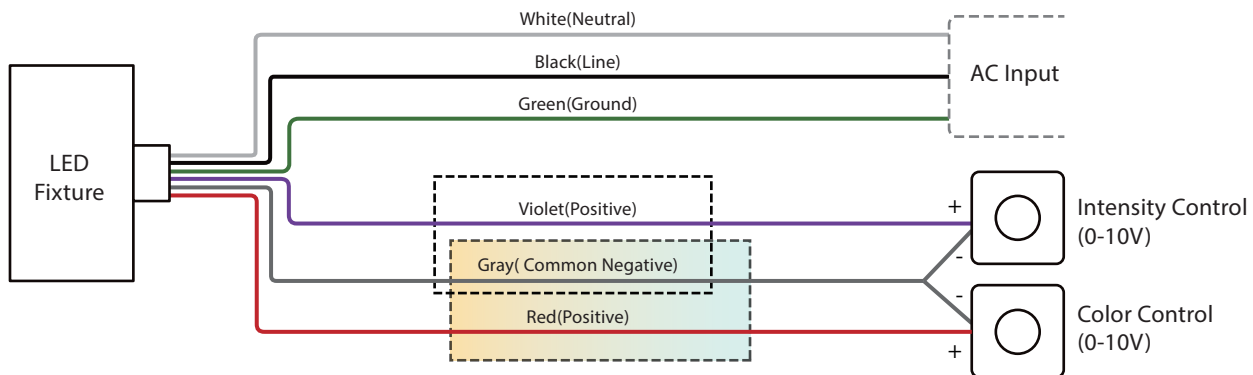 White(Neutral)
Black(Line)
AC Input
Green(Ground)
LED
Fixture
Violet(Positive)
+
Intensity Control
(0-10V)
-
Gray( Common Negative)
-
Red(Positive)
Color Control
(0-10V)
+